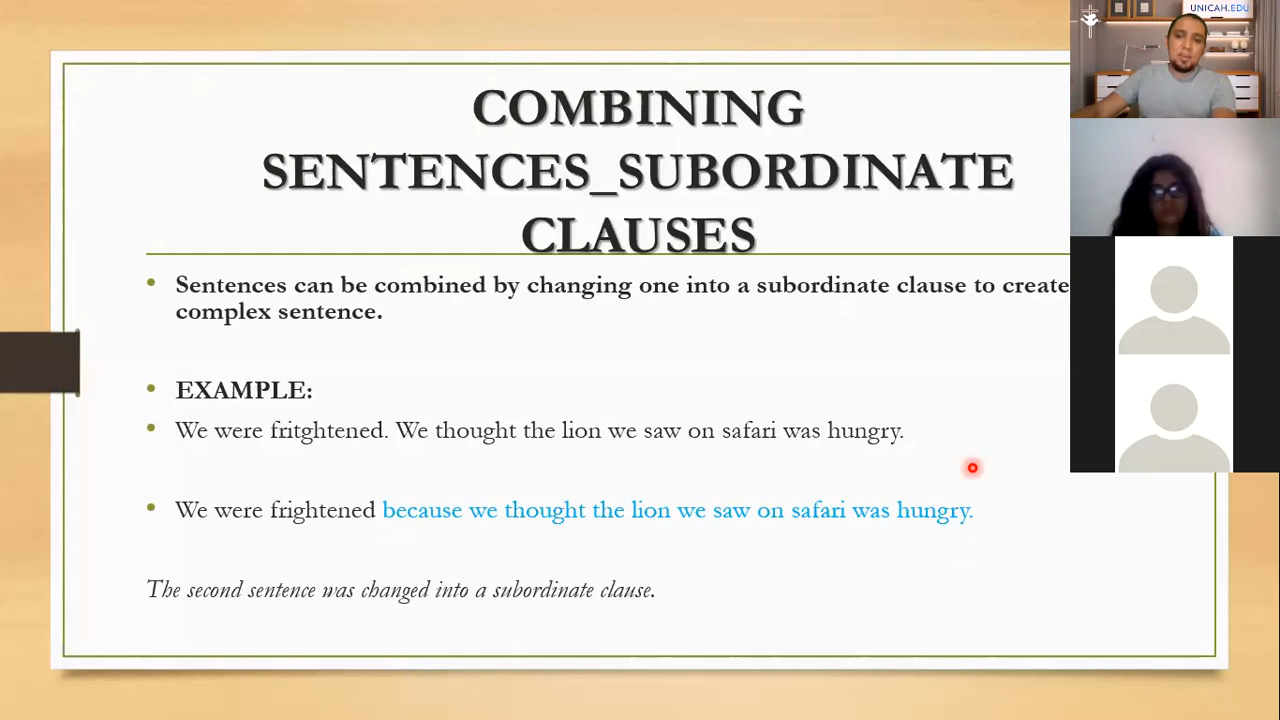 UNICAH.EDU
COMBINING
SENTENCES_SUBORDINATE
CLAUSES
• Sentences can be combined by changing one into a subordinate clause to create
complex sentence.
• EXAMPLE:
• We were fritghtened. We thought the lion we saw on safari was hungry.
• We were frightened because we thought the lion we saw on safari was hungry.
The second sentence was changed into a subordinate clause.